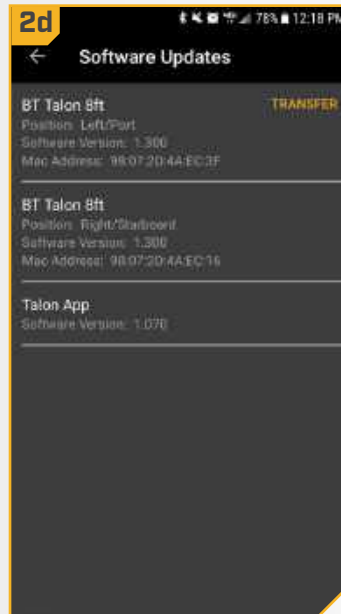 2d
78% 12:18 PM
Software Updates
BT Talon 8ft TRANSFER
Position: Left/Port
Software Version: 1.300
Mac Address: 98:07:2D:4A:EC:3F
BT Talon 8ft
Position: Right/Starboard
Software Version: 1.300
Mac Address: 98:07:2D:4A:EC:16
Talon App
Software Version: 1.070